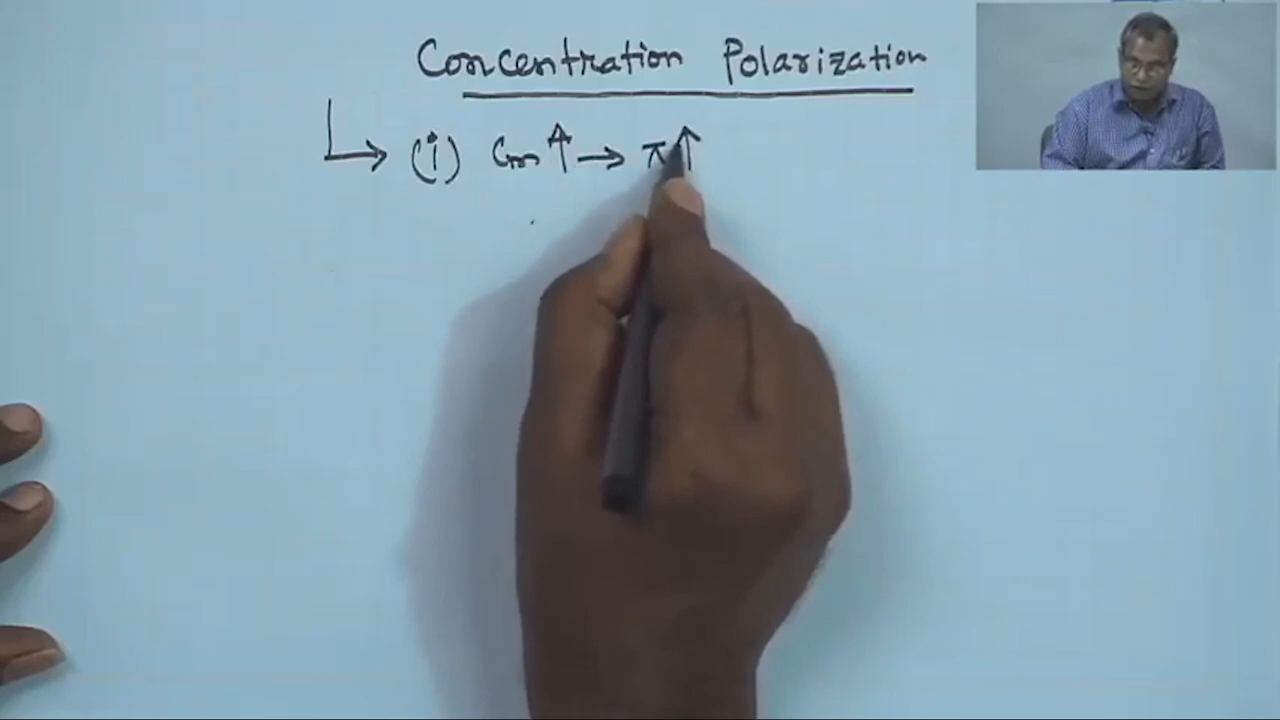 Concentration Polarization
(i) Cm↑ → π↑